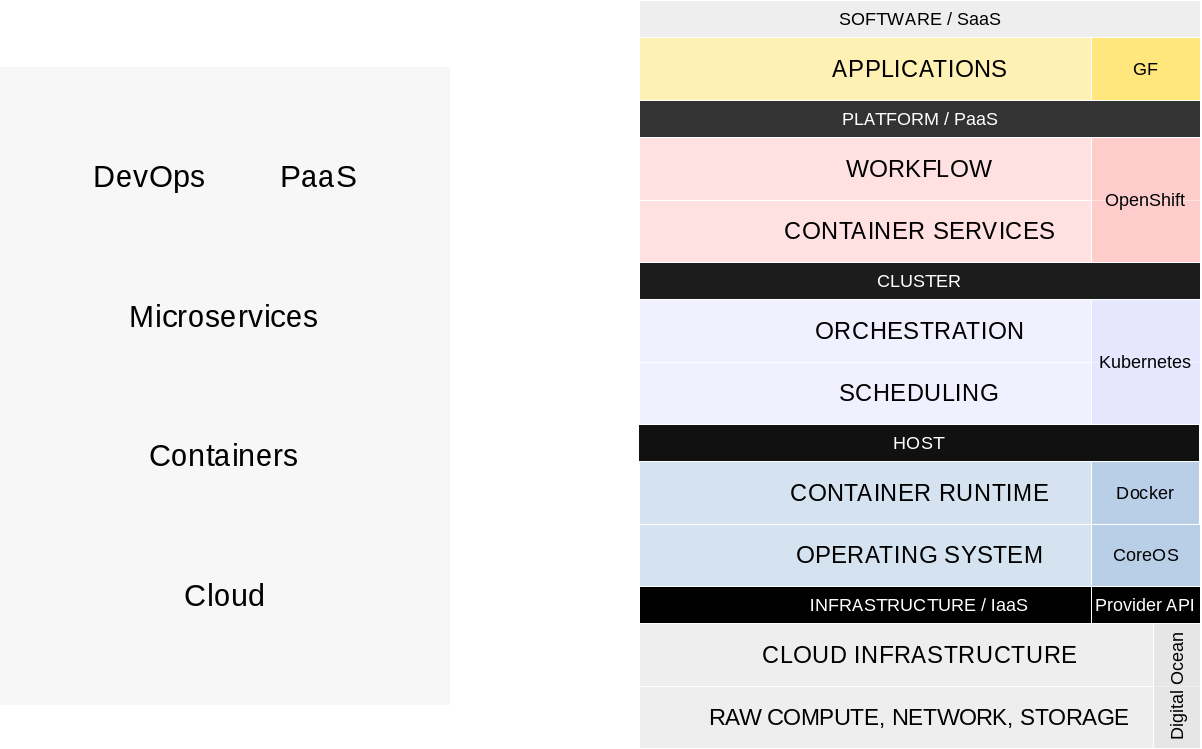 DevOps PaaS
Microservices
Containers
Cloud
SOFTWARE / SaaS
APPLICATIONS GF
PLATFORM / PaaS
WORKFLOW
OpenShift
CONTAINER SERVICES
CLUSTER
ORCHESTRATION
Kubernetes
SCHEDULING
HOST
CONTAINER RUNTIME Docker
OPERATING SYSTEM CoreOS
INFRASTRUCTURE / IaaS Provider API
CLOUD INFRASTRUCTURE
Digital Ocean
RAW COMPUTE, NETWORK, STORAGE